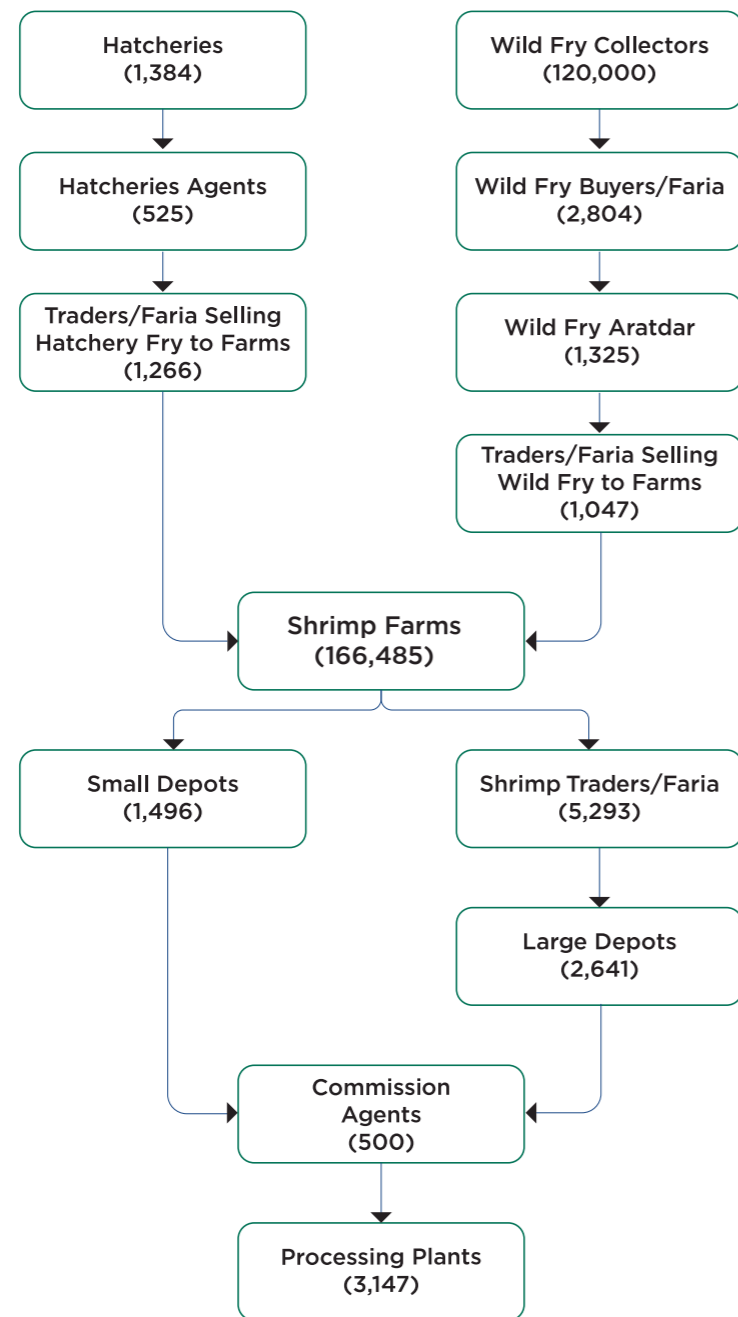 Hatcheries
(1,384)
Wild Fry Collectors
(120,000)
Hatcheries Agents
(525)
Wild Fry Buyers/Faria
(2,804)
Traders/Faria Selling
Hatchery Fry to Farms
(1,266)
Wild Fry Aratdar
(1,325)
Traders/Faria Selling
Wild Fry to Farms
(1,047)
Shrimp Farms
(166,485)
Small Depots
(1,496)
Shrimp Traders/Faria
(5,293)
Large Depots
(2,641)
Commission
Agents
(500)
Processing Plants
(3,147)